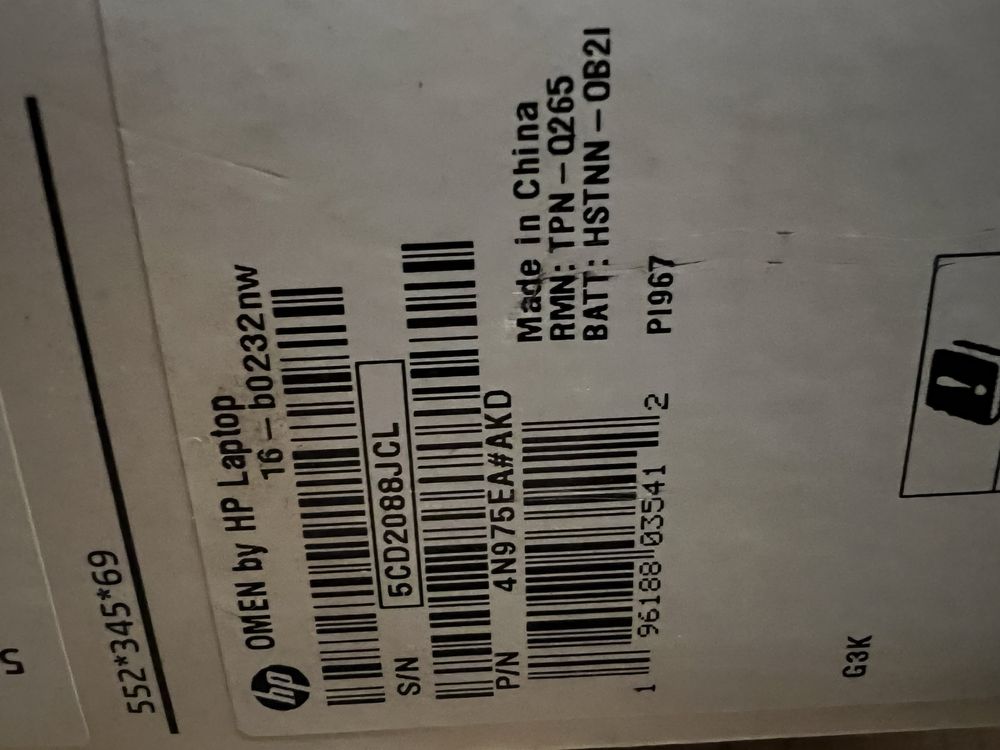 5
552*345*69
hp
OMEN by HP Laptop
16-b0232nw
S/N
5CD2088JCL
P/N
4N975EA#AKD
Made in China
RMN: TPN-Q265
BATT: HSTNN-OB2I
1 96188 03541 2
PI967
G3K